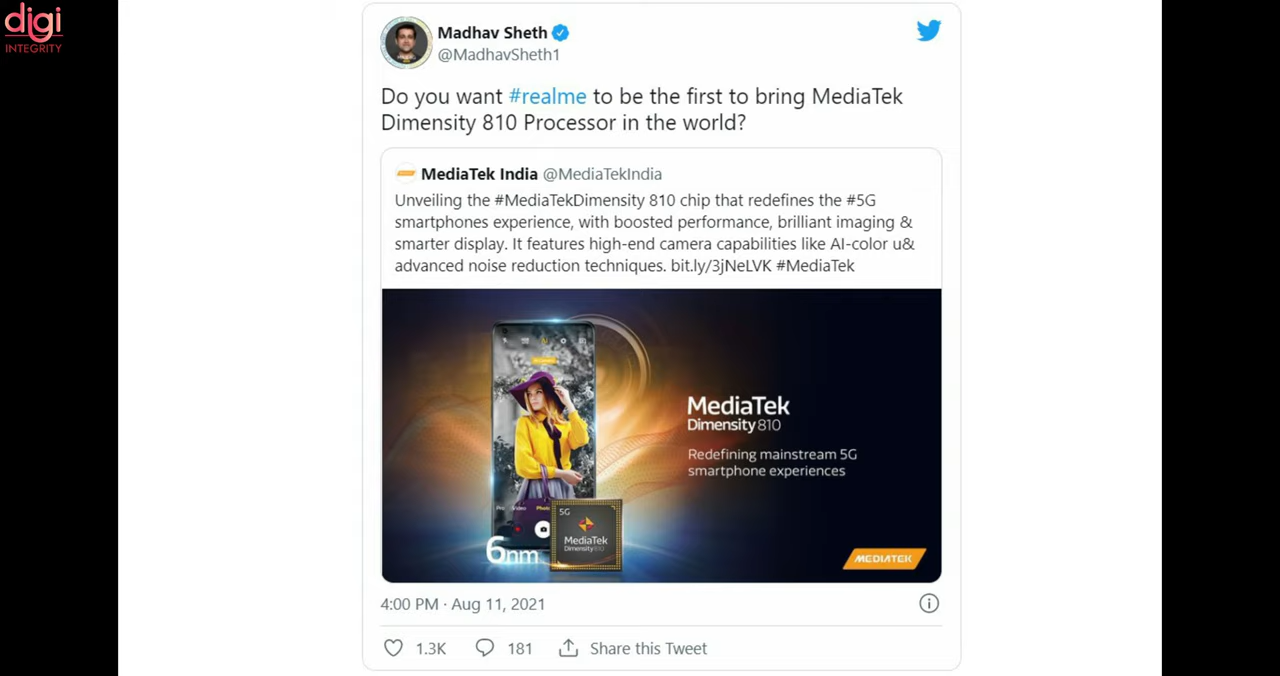 digi
INTEGRITY
Madhav Sheth
@MadhavSheth1
Do you want #realme to be the first to bring MediaTek
Dimensity 810 Processor in the world?
MediaTek India @MediaTekIndia
Unveiling the #MediaTekDimensity 810 chip that redefines the #5G
smartphones experience, with boosted performance, brilliant imaging &
smarter display. It features high-end camera capabilities like AI-color u&
advanced noise reduction techniques. bit.ly/3jNeLVK #MediaTek
MediaTek
Dimensity 810
Redefining mainstream 5G
smartphone experiences
Pro Video Photo
5G
MediaTek
Dimensity 810
6nm
MEDIATEK
4:00 PM · Aug 11, 2021
1.3K 181 Share this Tweet